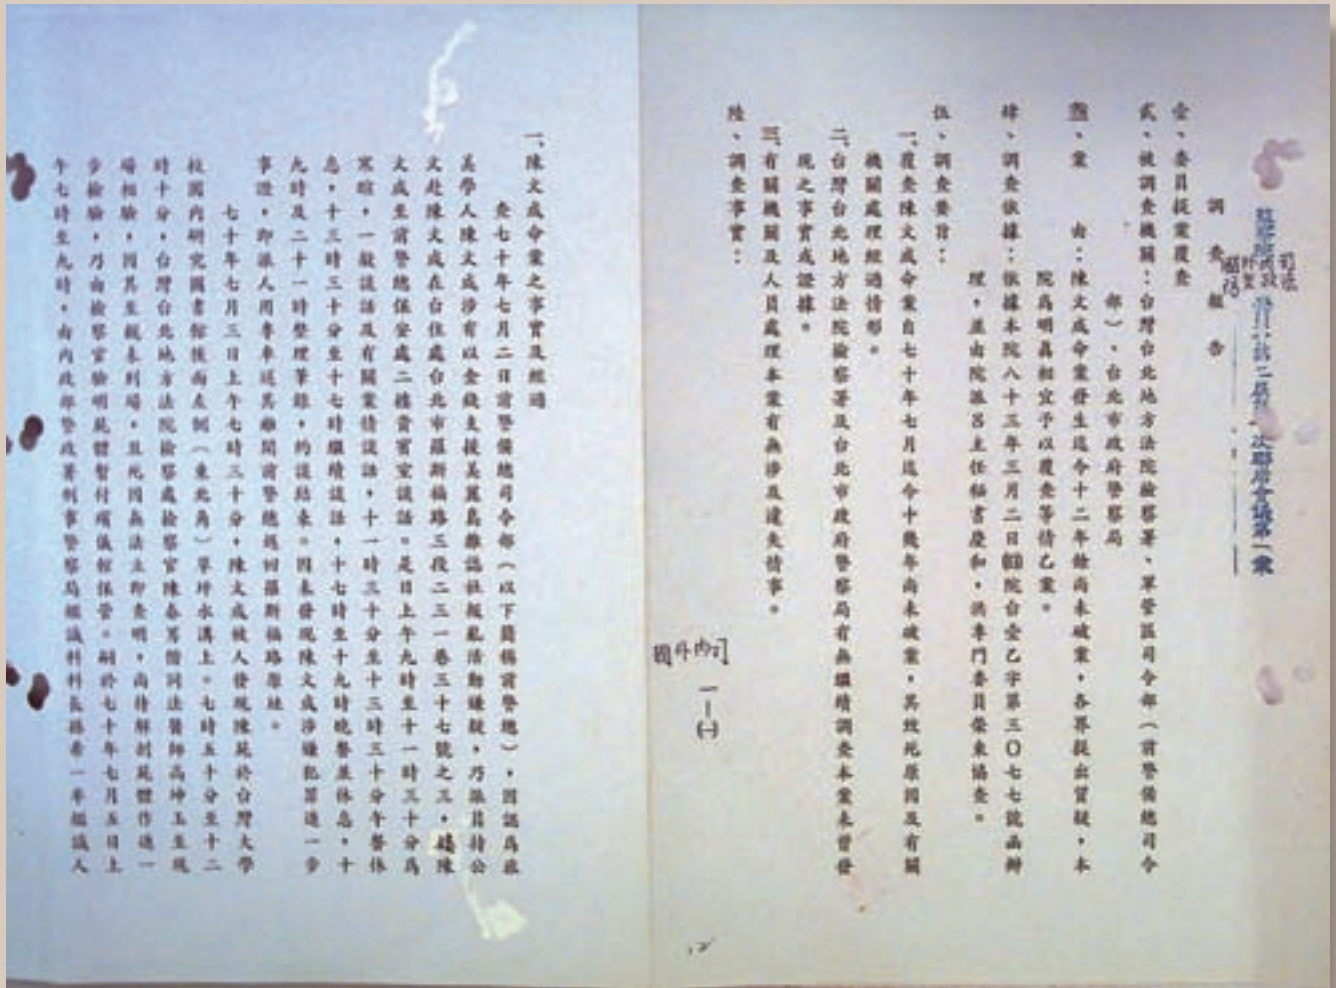 調查報告
壹、委員提案覆查
貳、被調查機關：台灣台北地方法院檢察署、軍管區司令部（前警備總司令
部）、台北市政府警察局
由：陳文成命案發生迄今十二年餘尚未破案，各界提出質疑，本
院為明真相宜予以覆查等情乙案。
肆、調查依據：依據本院八十三年三月二日院台壹乙字第三０七七號函辦
理，並由院派呂主任秘書慶和，洪專門委員榮東協查。
伍、調查要旨：
一、覆查陳文成命案自七十年七月迄今十幾年尚未破案，其致死原因及有關
機關處理經過情形。
二、台灣台北地方法院檢察署及台北市政府警察局有無繼續調查本案未曾發
現之事實或證據。
三、有關機關及人員處理本案有無涉及違失情事。
陸、調查事實：
司內外國
一－㈠
一、陳文成命案之事實及經過
查七十年七月二日前警備總司令部（以下簡稱前警總），因認為旅
美學人陳文成涉有以金錢支援美麗島雜誌社叛亂活動嫌疑，乃派員持公
文赴陳文成在台住處台北市羅斯福路三段二三一巷三十七號之三，將陳
文成至前警總保安處二樓貴賓室談話。是日上午九時至十一時三十分為
寒暄，一般談話及有關案情談話，十一時三十分至十三時三十分午餐休
息，十三時三十分至十七時繼續談話，十七時至十九時晚餐並休息，十
九時及二十一時整理筆錄，約談結束。因未發現陳文成涉嫌犯罪進一步
事證，即派人用專車送其離開前警總返回羅斯福路原址。
七十年七月三日上午七時三十分，陳文成被人發現陳屍於台灣大學
校園內研究圖書館後面左側（東北角）草坪水溝上。七時五十分至十二
時十分，台灣台北地方法院檢察處檢察官陳春男偕同法醫師高坤玉至現
場相驗，因其至親未到場，且死因無法立即查明，尚待解剖屍體作進一
步檢驗，乃由檢察官驗明屍體暫付殯儀館保管。嗣於七十年七月五日上
午七時至九時，由內政部警政署刑事警察局鑑識科科長孫希一率鑑識人